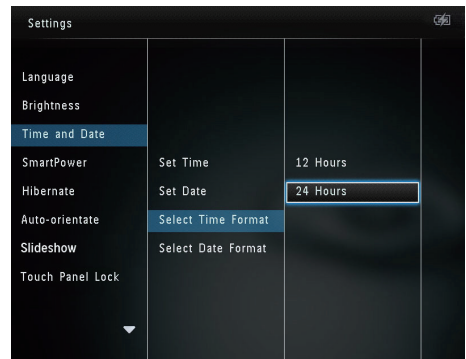 Settings
Language
Brightness
Time and Date
SmartPower
Hibernate
Auto-orientate
Slideshow
Touch Panel Lock
Set Time
Set Date
Select Time Format
Select Date Format
12 Hours
24 Hours